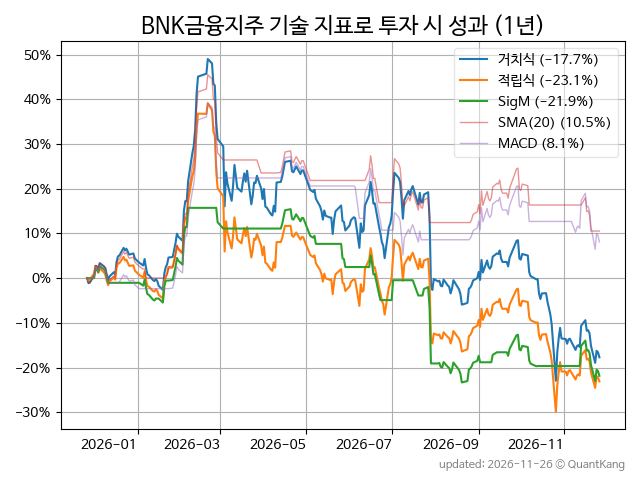 BNK금융지주 기술 지표로 투자 시 성과 (1년)
50%
40%
30%
20%
10%
0%
−10%
−20%
−30%
거치식 (−17.7%)
적립식 (−23.1%)
SigM (−21.9%)
SMA(20) (10.5%)
MACD (8.1%)
2026-01
2026-03
2026-05
2026-07
2026-09
2026-11
updated: 2026-11-26 © QuantKang